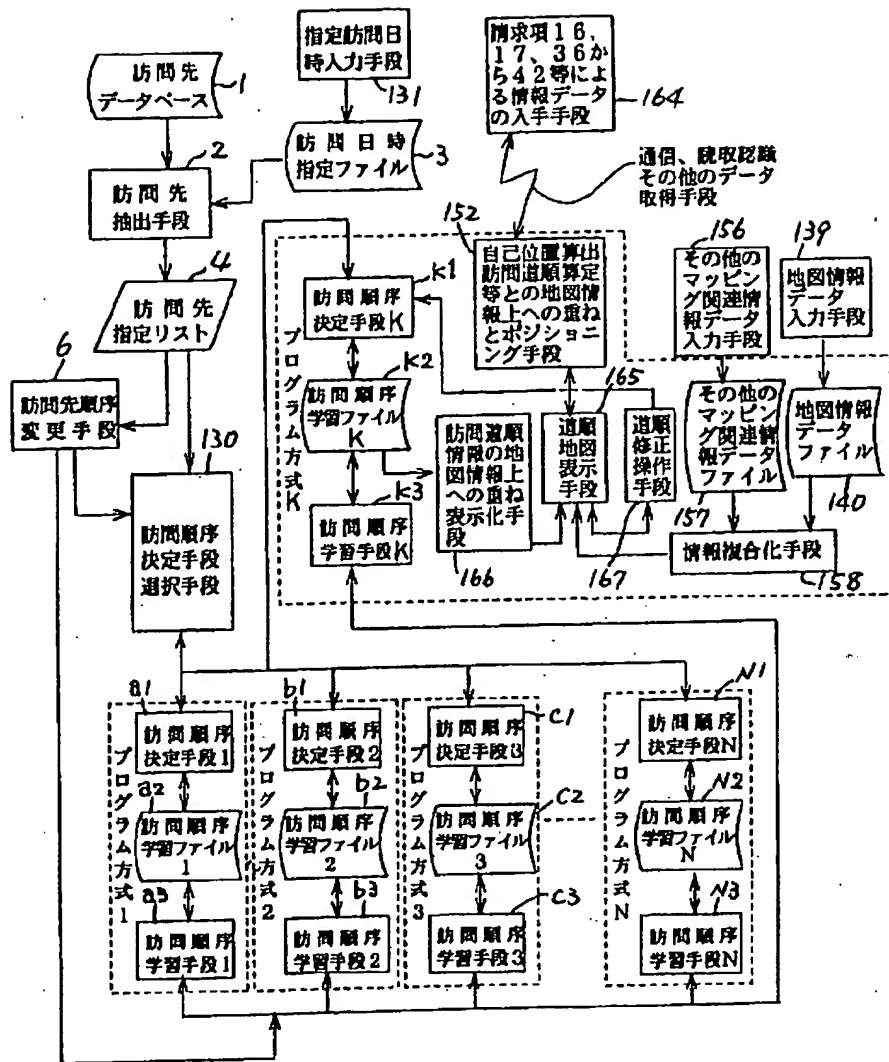 指定訪問日
時入力手段
131
請求項16、
17、36か
ら42等によ
る情報データ
の入手手段
164
訪問先
データベース
1
訪問日時
指定ファイル
3
通信、読取認識
その他のデータ
取得手段
2
訪問先
抽出手段
4
訪問先
指定リスト
6
訪問先順序
変更手段
130
訪問順序
決定手段
選択手段
プログラム方式K
K1
訪問順序
決定手段K
K2
訪問順序
学習ファイル
K
K3
訪問順序
学習手段K
152
自己位置算出
訪問道順算定
等との地図情
報上への重ね
とポジショニ
ング手段
156
その他の
マッピン
グ関連情
報データ
入力手段
139
地図情報
データ
入力手段
訪問道順
情報の地
図情報上
への重ね
表示化手
段
166
165
道順
地図
表示
手段
道順
修正
操作
手段
167
その他の
マッピン
グ関連情
報データ
ファイル
157
地図情報
データ
ファイル
140
情報複合化手段
158
プログラム方式1
a1
訪問順序
決定手段1
a2
訪問順序
学習ファイル
1
a3
訪問順序
学習手段1
プログラム方式2
b1
訪問順序
決定手段2
b2
訪問順序
学習ファイル
2
b3
訪問順序
学習手段2
プログラム方式3
C1
訪問順序
決定手段3
C2
訪問順序
学習ファイル
3
C3
訪問順序
学習手段3
プログラム方式N
N1
訪問順序
決定手段N
N2
訪問順序
学習ファイル
N
N3
訪問順序
学習手段N